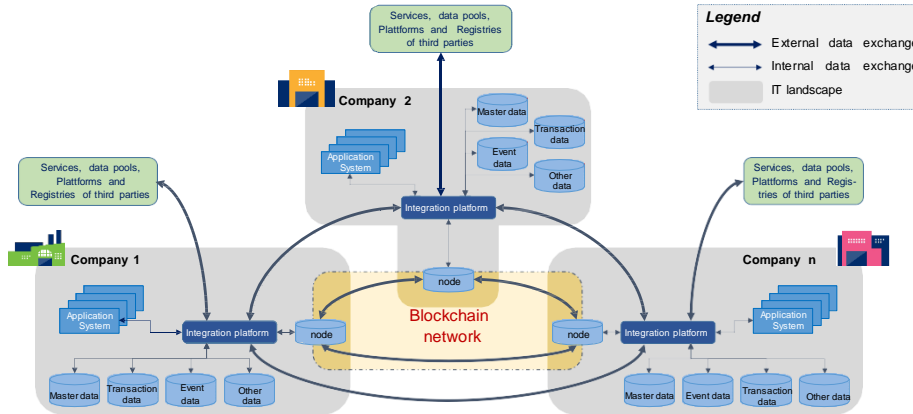 Services, data pools,
Plattforms and Registries
of third parties
Legend
External data exchange
Internal data exchange
IT landscape
Company 2
Master data
Transaction
data
Event
data
Other
data
Application
System
Integration platform
Services, data pools,
Plattforms and
Registries of third parties
Services, data pools,
Plattforms and Regis-
tries of third parties
Company 1
Company n
node
Blockchain
network
Application
System
Integration platform
node
node
Integration platform
Application
System
Master data
Transaction
data
Event
data
Other
data
Master data
Event data
Transaction
data
Other data